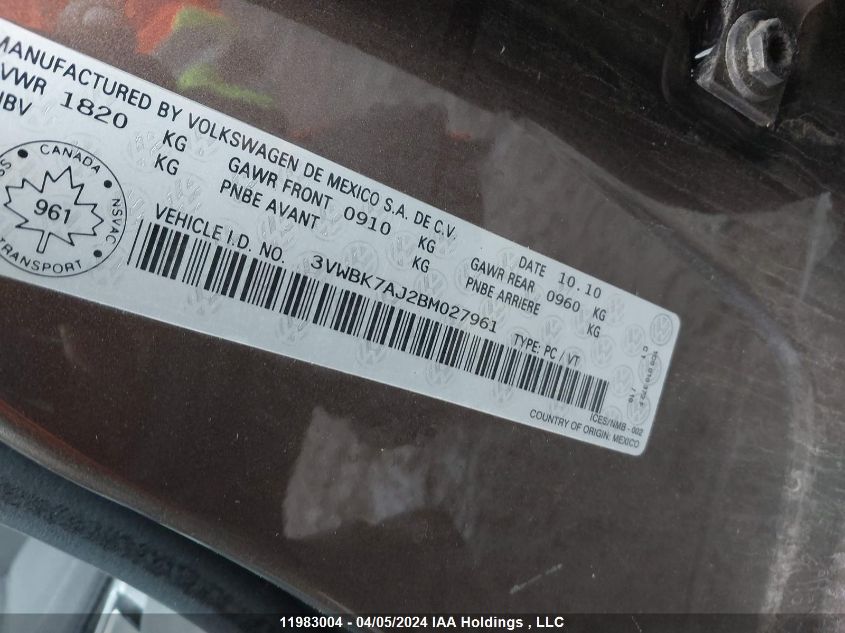 MANUFACTURED BY VOLKSWAGEN DE MEXICO S.A. DE C.V.
VWR 1820 KG GAWR FRONT 0910 KG GAWR REAR 0960 KG
BV KG PNBE AVANT KG PNBE ARRIERE KG
DATE 10.10
CANADA
NSVAC
TRANSPORT
961
VEHICLE I.D. NO. 3VWBK7AJ2BM027961 TYPE: PC / VT
ICES/NMB - 002
COUNTRY OF ORIGIN: MEXICO
11983004 - 04/05/2024 IAA Holdings , LLC